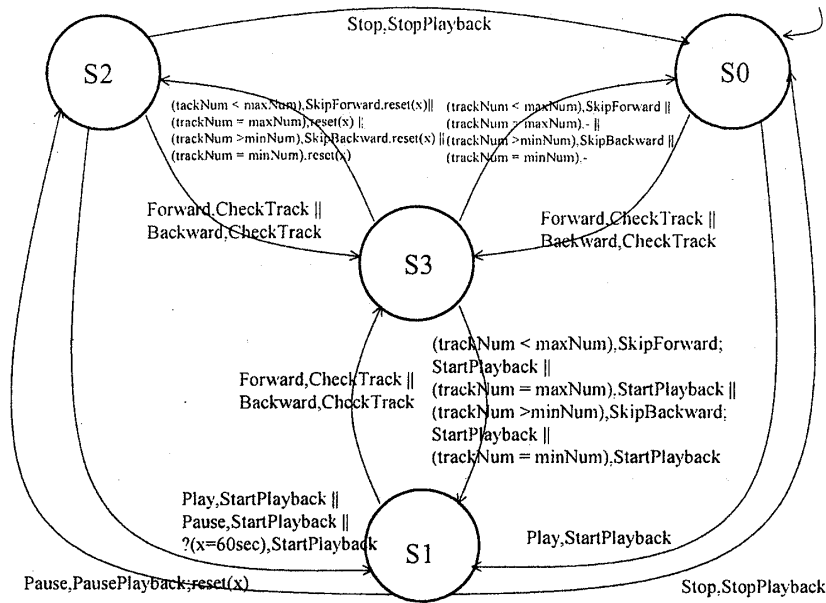 Stop,StopPlayback
S2
S0
(tackNum < maxNum),SkipForward.reset(x)||
(trackNum = maxNum),reset(x) ||
(trackNum >minNum),SkipBackward.reset(x) ||
(trackNum = minNum).reset(x)
(trackNum < maxNum),SkipForward ||
(trackNum = maxNum),- ||
(trackNum >minNum),SkipBackward ||
(trackNum = minNum),-
Forward,CheckTrack ||
Backward,CheckTrack
Forward,CheckTrack ||
Backward,CheckTrack
S3
(trackNum < maxNum),SkipForward;
StartPlayback ||
(trackNum = maxNum),StartPlayback ||
(trackNum >minNum),SkipBackward;
StartPlayback ||
(trackNum = minNum),StartPlayback
Forward,CheckTrack ||
Backward,CheckTrack
Play,StartPlayback ||
Pause,StartPlayback ||
?(x=60sec),StartPlayback
S1
Play,StartPlayback
Pause,PausePlayback;reset(x)
Stop,StopPlayback